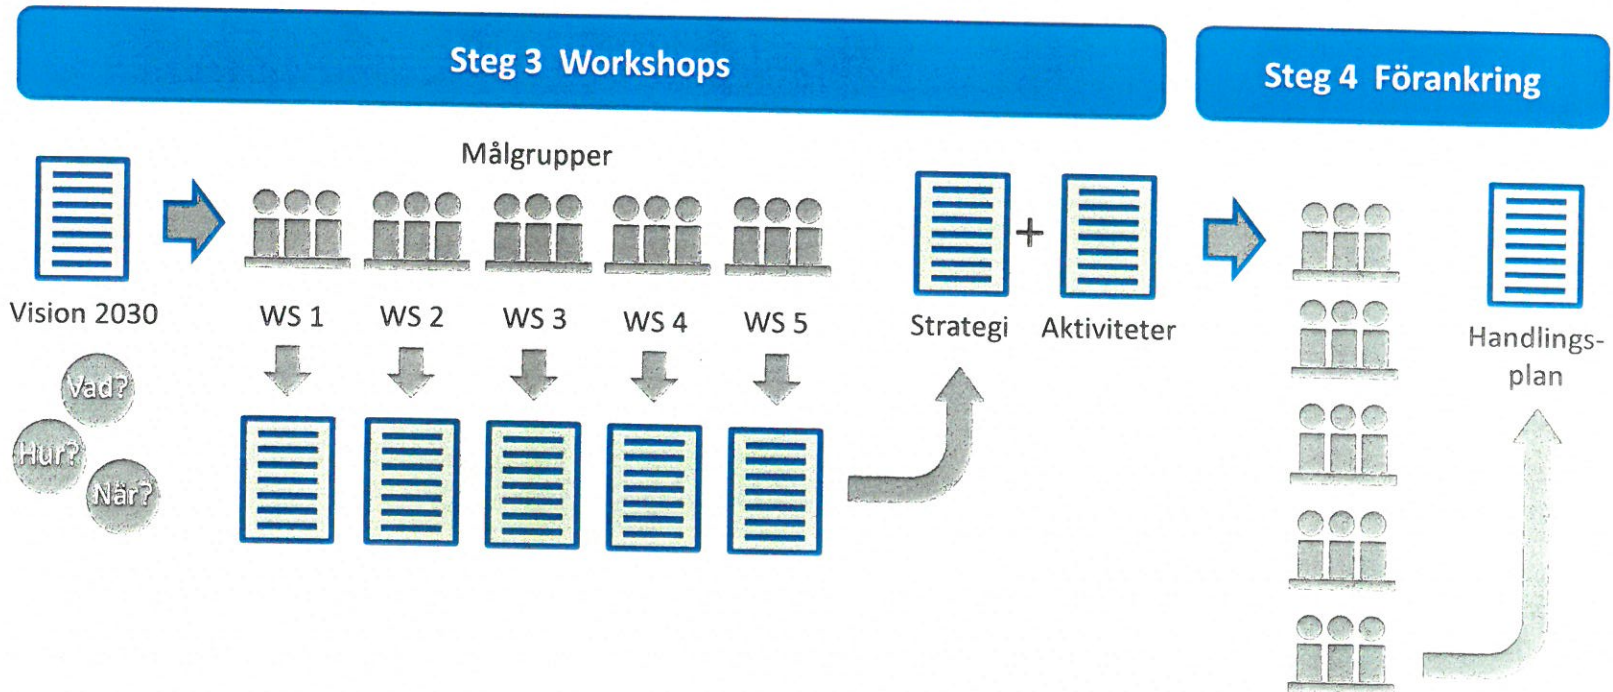 Steg 3 Workshops
Steg 4 Förankring
Målgrupper
Vision 2030
WS 1
WS 2
WS 3
WS 4
WS 5
Strategi
+
Aktiviteter
Handlings-
plan
Vad?
Hur?
När?